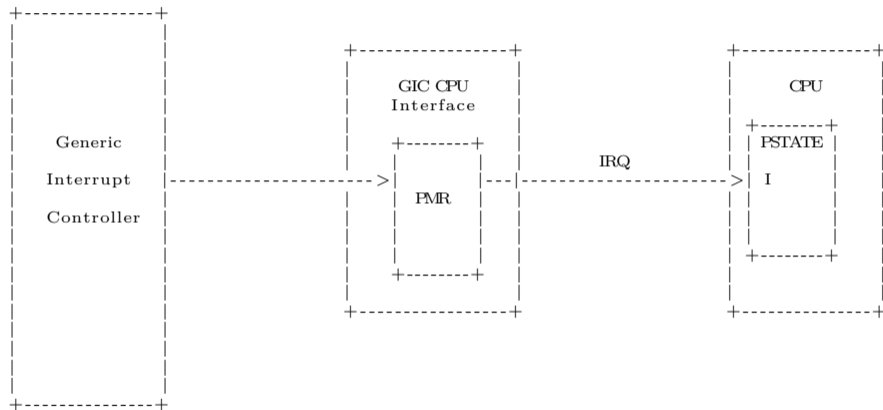 GIC CPU
Interface
CPU
Generic
Interrupt
Controller
PMR
IRQ
PSTATE
I